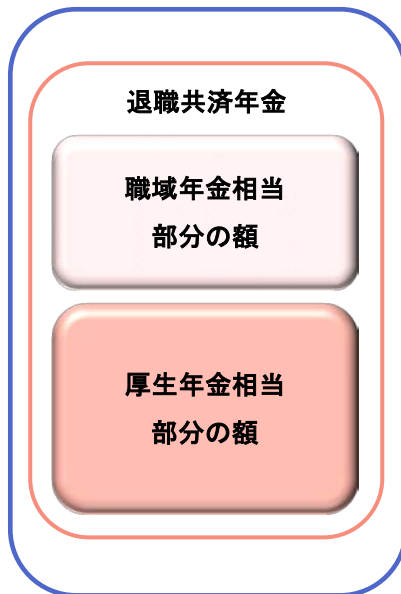 退職共済年金
職域年金相当
部分の額
厚生年金相当
部分の額